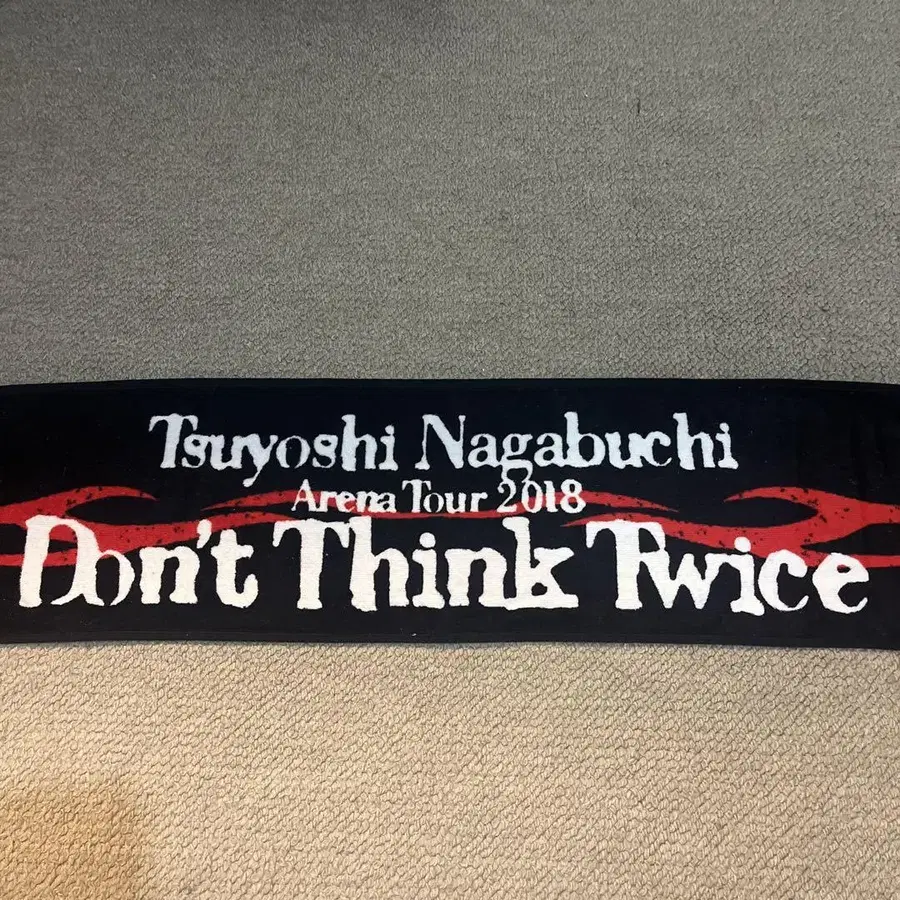 Tsuyoshi Nagabuchi
Arena Tour 2018
Don't Think Twice